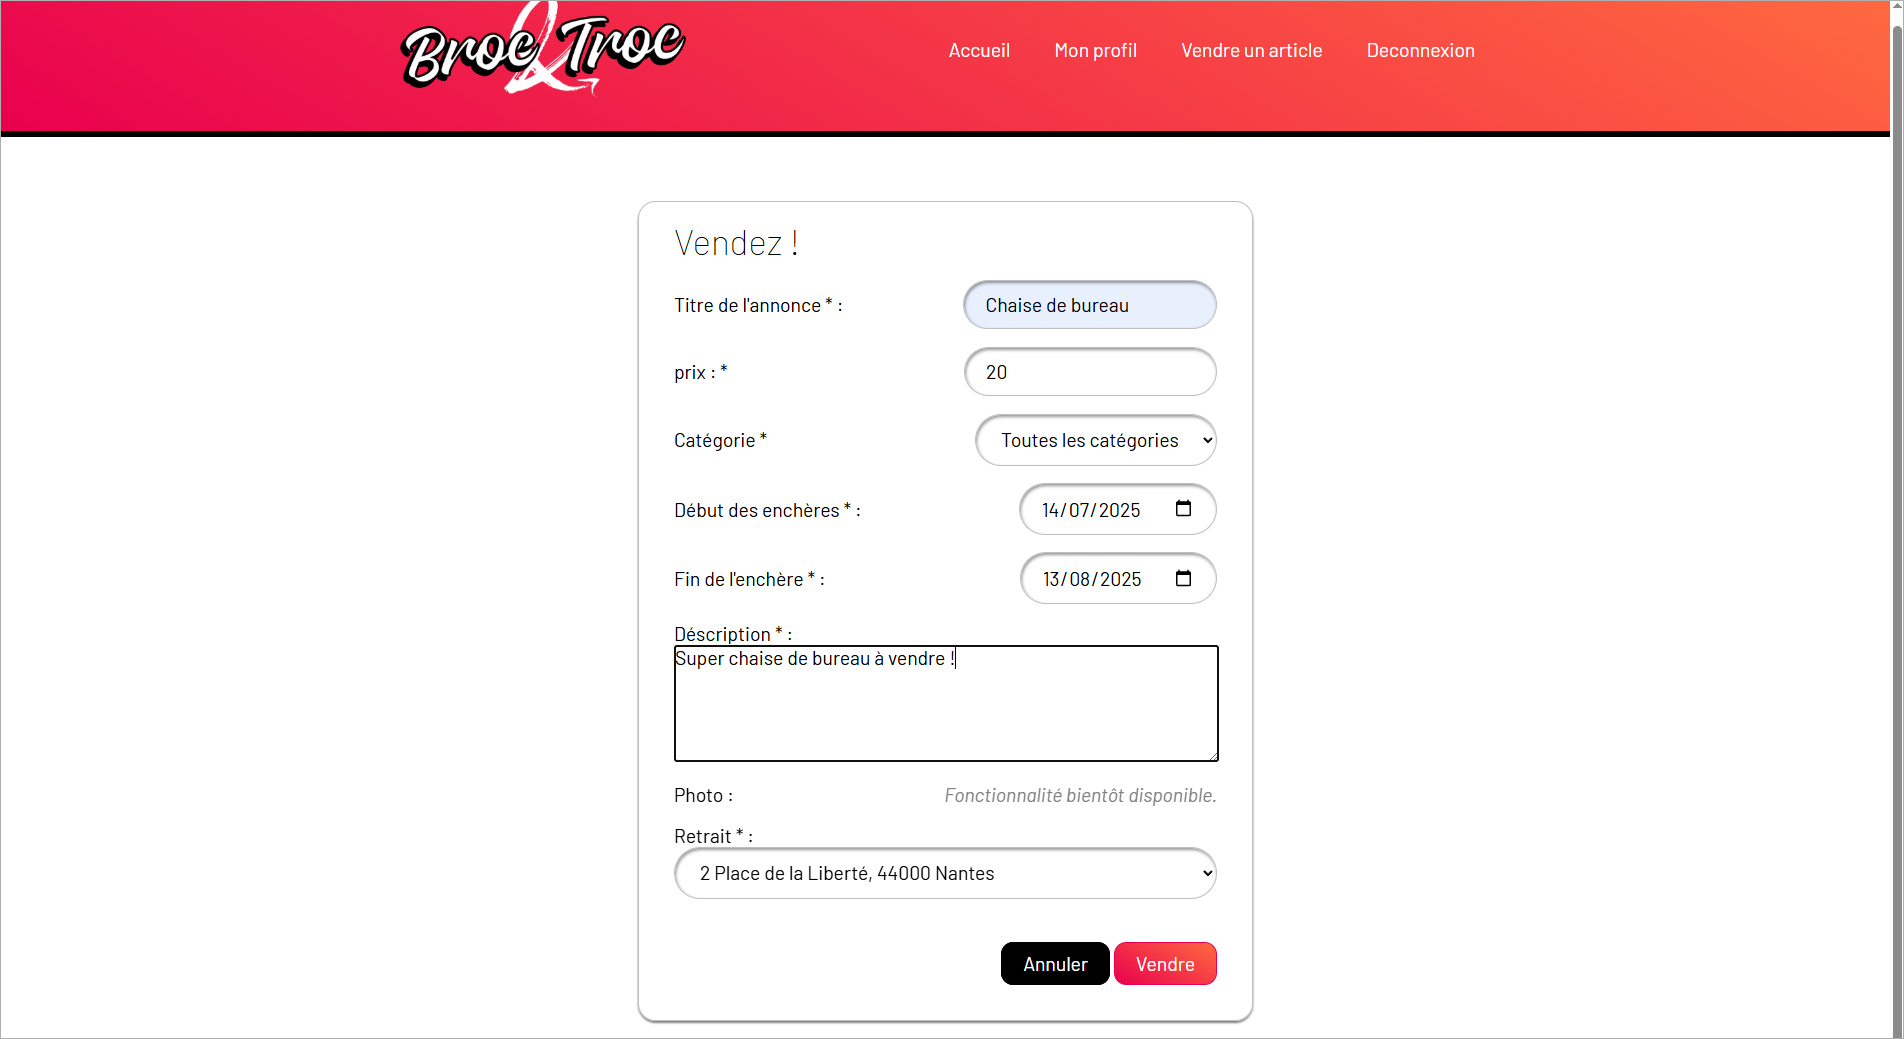 Broc & Troc
Accueil Mon profil Vendre un article Deconnexion
Vendez !
Titre de l'annonce * : Chaise de bureau
prix : * 20
Catégorie * Toutes les catégories
Début des enchères * : 14/07/2025
Fin de l'enchère * : 13/08/2025
Déscription * :
Super chaise de bureau à vendre !
Photo : Fonctionnalité bientôt disponible.
Retrait * :
2 Place de la Liberté, 44000 Nantes
Annuler Vendre